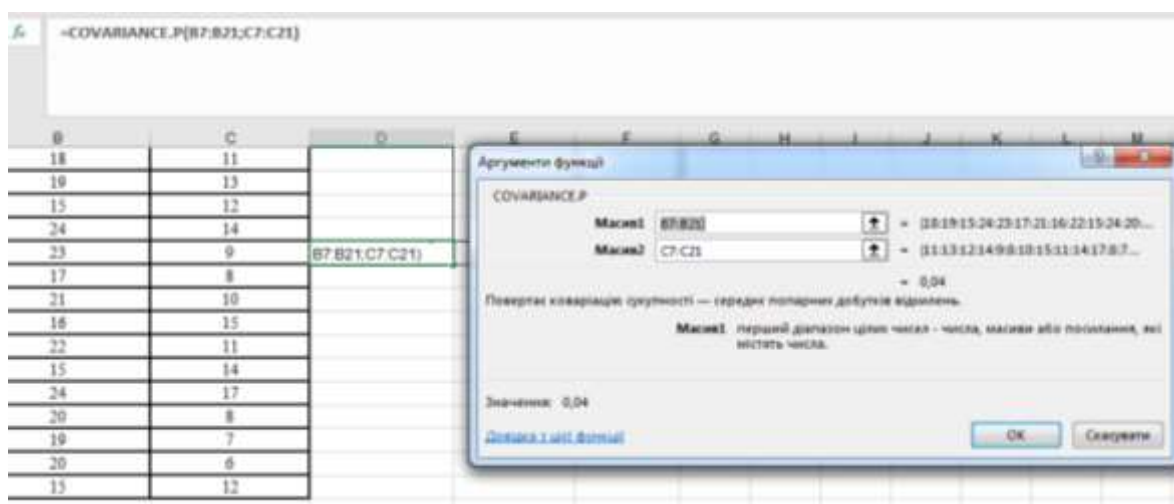 fx =COVARIANCE.P(B7:B21;C7:C21)
B C D E F G H I J K L M
18 11
19 13
15 12
24 14
23 9 B7:B21;C7:C21)
17 8
21 10
16 15
22 11
15 14
24 17
20 8
19 7
20 6
15 12
Аргументи функції
COVARIANCE.P
Масив1 B7:B21 = {18:19:15:24:23:17:21:16:22:15:24:20:...
Масив2 C7:C21 = {11:13:12:14:9:8:10:15:11:14:17:8:7...
= 0,04
Повертає коваріацію сукупності — середнє попарних добутків відхилень.
Масив1 перший діапазон цілих чисел - числа, масиви або посилання, які
містять числа.
Значення: 0,04
Довідка з цієї функції
OK Скасувати